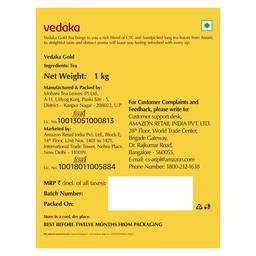 vedaka
Vedaka Gold Tea brings to you a rich blend of CTC and handpicked long tea leaves from Assam.
Its delightful taste and distinct aroma will leave you feeling refreshed with every sip.
Vedaka Gold
Ingredients: Tea
Net Weight: 1 kg
Manufactured & Packed by:
Mohani Tea Leaves (P) Ltd.,
A-11, Udyog Kunj, Panki Site - 5,
District - Kanpur Nagar - 208022, U.P.
fssai
Lic. No. 10013051000813
Marketed by:
Amazon Retail India Pvt. Ltd., Block E,
14th Floor, Unit Nos. 1401 to 1421,
International Trade Tower, Nehru Place,
New Delhi - 110019.
fssai
Lic. No. 10018011005884
For Customer Complaints and
Feedback, please contact:
Customer support desk,
AMAZON RETAIL INDIA PVT. LTD.
28th Floor, World Trade Center,
Brigade Gateway,
Dr. Rajkumar Road,
Bangalore - 560055.
Email: cs-aripl@amazon.com
Phone Number: 1800-212-1638
MRP ₹ (incl. of all taxes):
Batch Number:
Packed On:
Store in a cool, dry place.
BEST BEFORE TWELVE MONTHS FROM PACKAGING